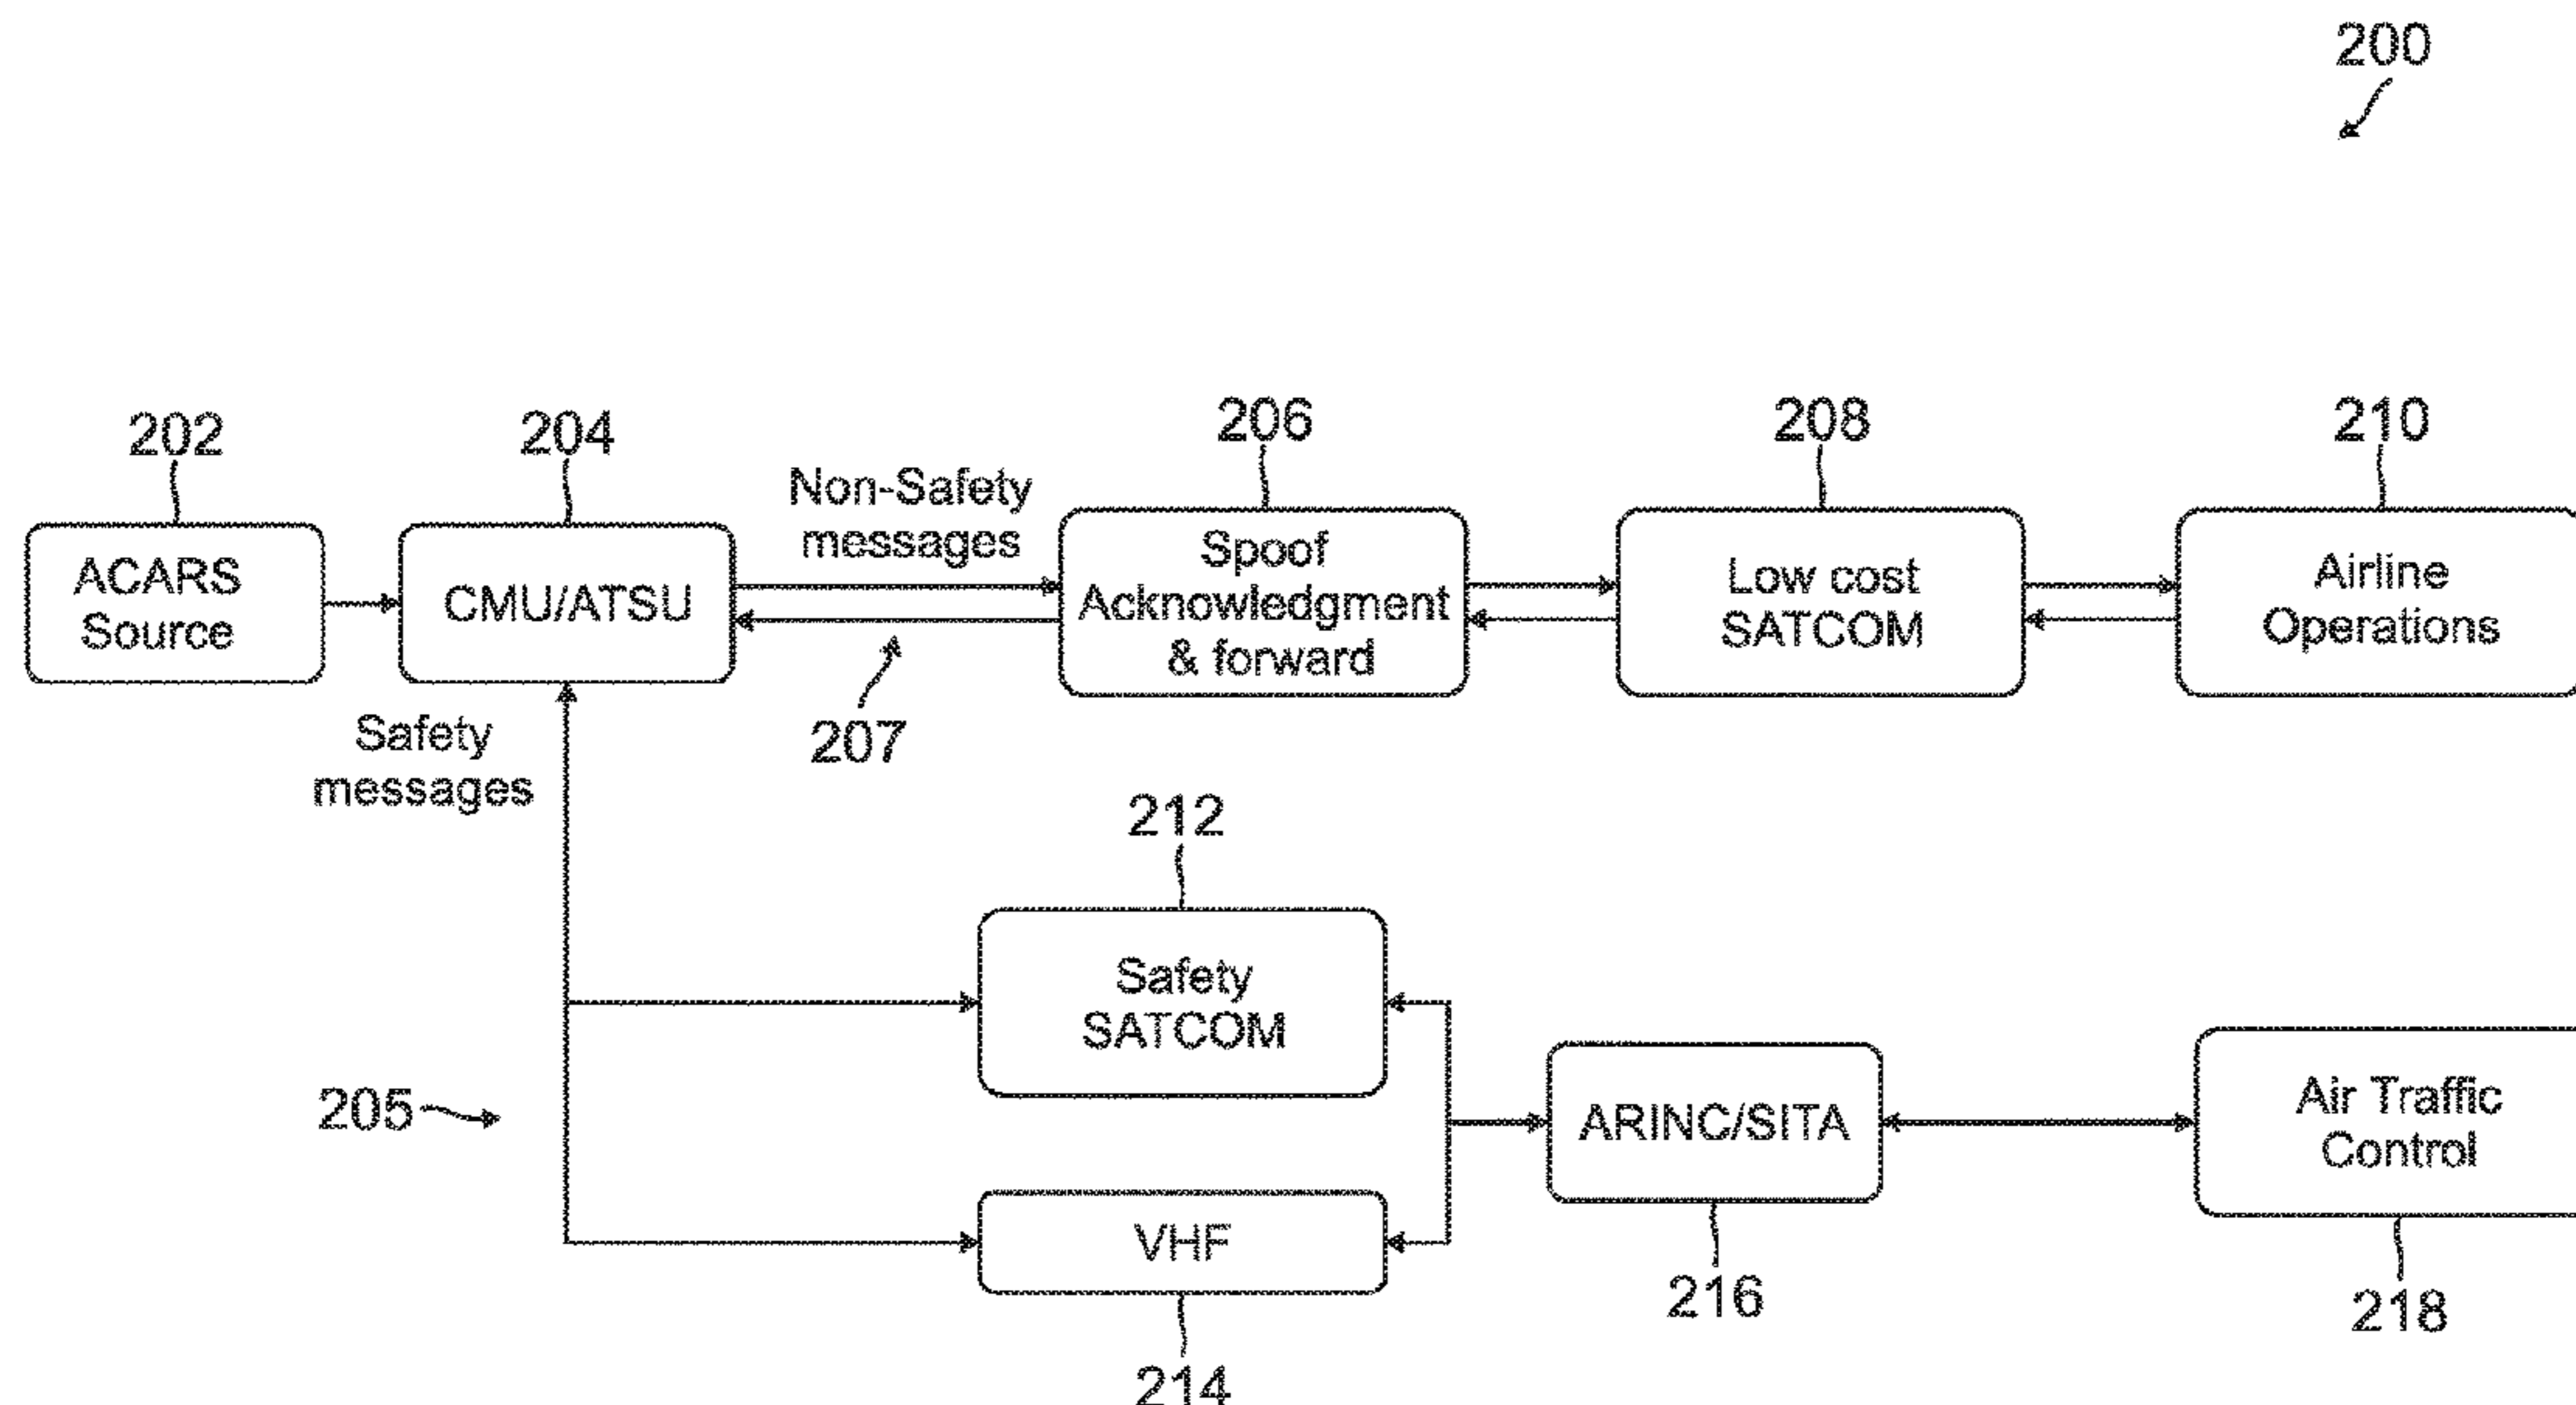 200
202
204
206
208
210
Non-Safety
messages
ACARS
Source
CMU/ATSU
Spoof
Acknowledgment
& forward
Low cost
SATCOM
Airline
Operations
207
Safety
messages
212
Safety
SATCOM
205
ARINC/SITA
Air Traffic
Control
VHF
216
218
214